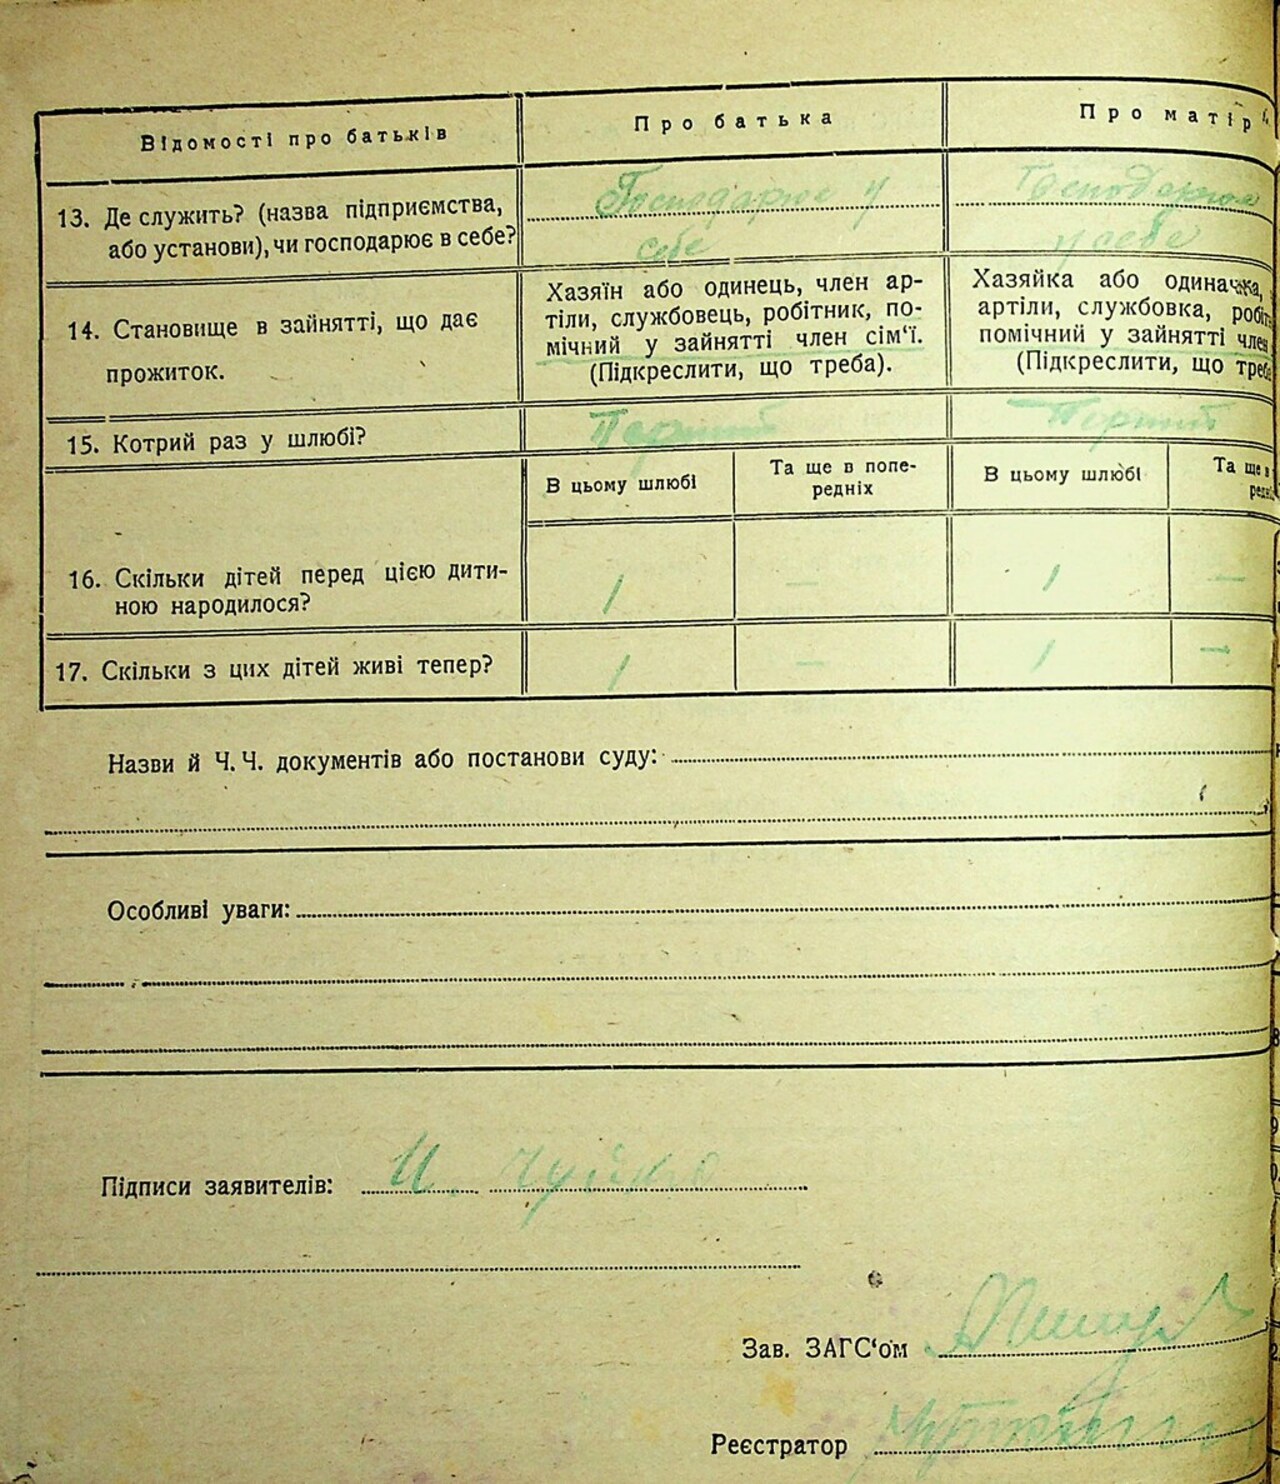 Відомості про батьків
Про батька
Про матір
13. Де служить? (назва підприємства,
або установи), чи господарює в себе?
Господарює у
себе
Господарює
у себе
14. Становище в зайнятті, що дає
прожиток.
Хазяїн або одинець, член ар-
тіли, службовець, робітник, по-
мічний у зайнятті член сім‘ї.
(Підкреслити, що треба).
Хазяйка або одиначка,
артіли, службовка, робіт
помічний у зайнятті член
(Підкреслити, що треба
15. Котрий раз у шлюбі?
Перший
Перший
В цьому шлюбі
Та ще в попе-
редніх
В цьому шлюбі
Та ще в
редні
16. Скільки дітей перед цією дити-
ною народилося?
1 — 1 —
17. Скільки з цих дітей живі тепер?
1 — 1 —
Назви й Ч. Ч. документів або постанови суду:
Особливі уваги:
Підписи заявителів: И. Чуйко
Зав. ЗАГС‘ом
Реєстратор